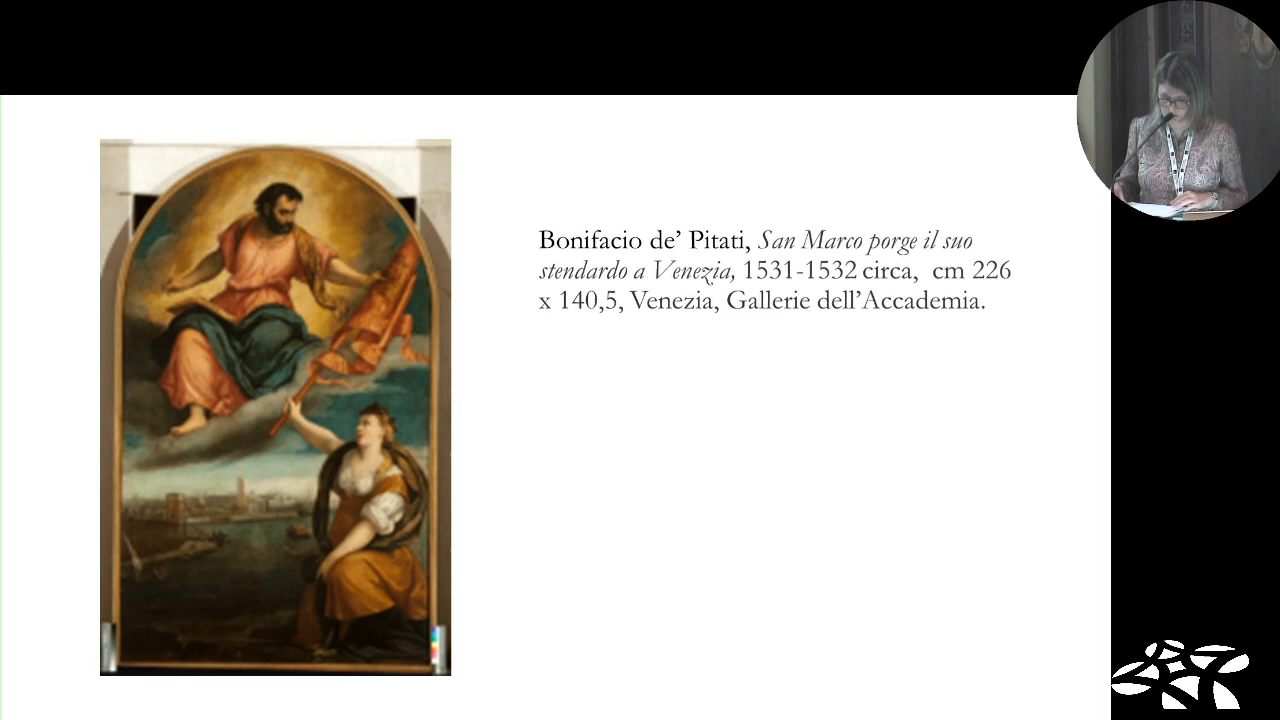 Bonifacio de’ Pitati, San Marco porge il suo
stendardo a Venezia, 1531-1532 circa,  cm 226
x 140,5, Venezia, Gallerie dell’Accademia.